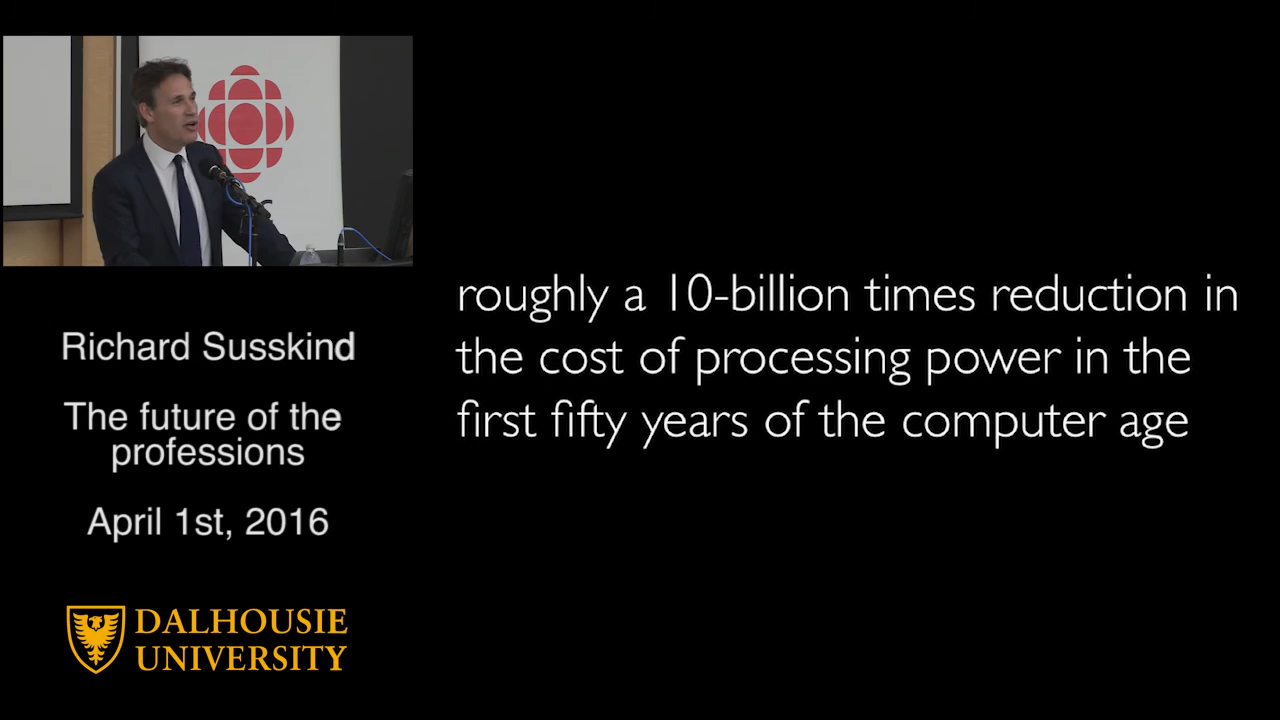 Richard Susskind
The future of the
professions
April 1st, 2016
DALHOUSIE
UNIVERSITY
roughly a 10-billion times reduction in
the cost of processing power in the
first fifty years of the computer age